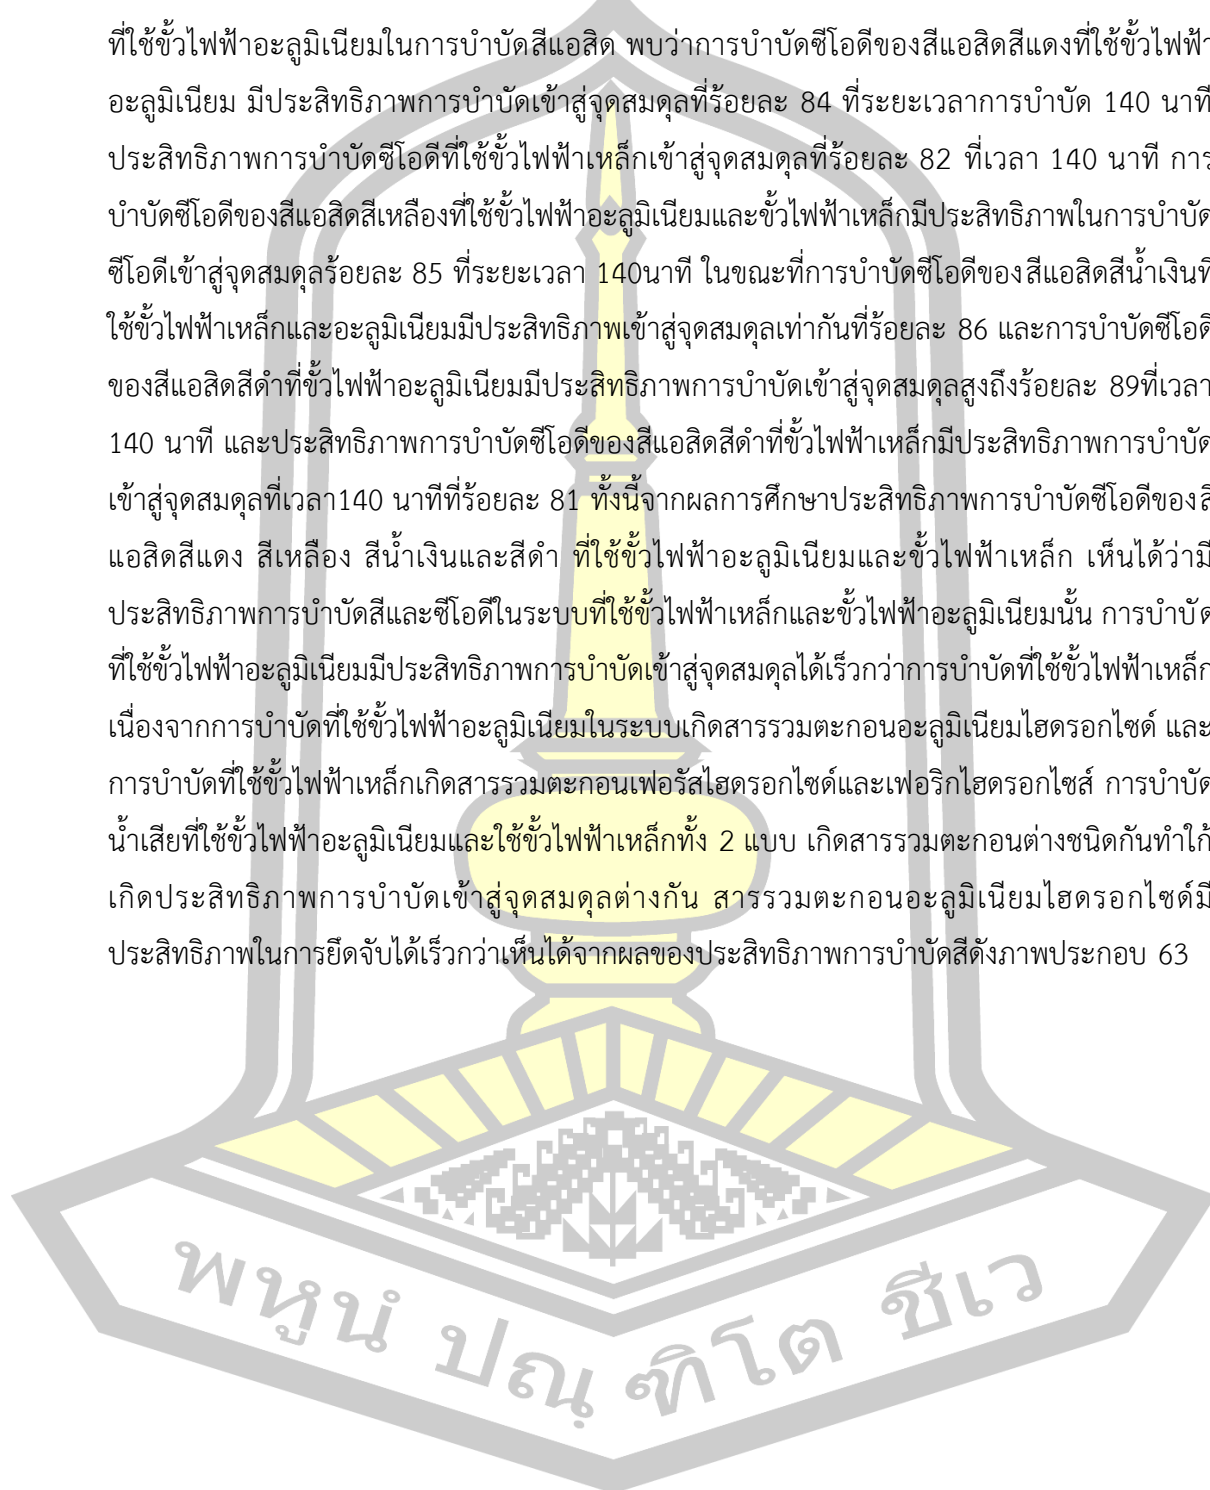 ที่ใช้ขั้วไฟฟ้าอะลูมิเนียมในการบำบัดสีแอสิด พบว่าการบำบัดซีโอดีของสีแอสิดสีแดงที่ใช้ขั้วไฟฟ้า
อะลูมิเนียม มีประสิทธิภาพการบำบัดเข้าสู่จุดสมดุลที่ร้อยละ 84 ที่ระยะเวลาการบำบัด 140 นาที
ประสิทธิภาพการบำบัดซีโอดีที่ใช้ขั้วไฟฟ้าเหล็กเข้าสู่จุดสมดุลที่ร้อยละ 82 ที่เวลา 140 นาที การ
บำบัดซีโอดีของสีแอสิดสีเหลืองที่ใช้ขั้วไฟฟ้าอะลูมิเนียมและขั้วไฟฟ้าเหล็กมีประสิทธิภาพในการบำบัด
ซีโอดีเข้าสู่จุดสมดุลร้อยละ 85 ที่ระยะเวลา 140นาที ในขณะที่การบำบัดซีโอดีของสีแอสิดสีน้ำเงินที่
ใช้ขั้วไฟฟ้าเหล็กและอะลูมิเนียมมีประสิทธิภาพเข้าสู่จุดสมดุลเท่ากันที่ร้อยละ 86 และการบำบัดซีโอดี
ของสีแอสิดสีดำที่ขั้วไฟฟ้าอะลูมิเนียมมีประสิทธิภาพการบำบัดเข้าสู่จุดสมดุลสูงถึงร้อยละ 89ที่เวลา
140 นาที และประสิทธิภาพการบำบัดซีโอดีของสีแอสิดสีดำที่ขั้วไฟฟ้าเหล็กมีประสิทธิภาพการบำบัด
เข้าสู่จุดสมดุลที่เวลา140 นาทีที่ร้อยละ 81 ทั้งนี้จากผลการศึกษาประสิทธิภาพการบำบัดซีโอดีของสี
แอสิดสีแดง สีเหลือง สีน้ำเงินและสีดำ ที่ใช้ขั้วไฟฟ้าอะลูมิเนียมและขั้วไฟฟ้าเหล็ก เห็นได้ว่ามี
ประสิทธิภาพการบำบัดสีและซีโอดีในระบบที่ใช้ขั้วไฟฟ้าเหล็กและขั้วไฟฟ้าอะลูมิเนียมนั้น การบำบัด
ที่ใช้ขั้วไฟฟ้าอะลูมิเนียมมีประสิทธิภาพการบำบัดเข้าสู่จุดสมดุลได้เร็วกว่าการบำบัดที่ใช้ขั้วไฟฟ้าเหล็ก
เนื่องจากการบำบัดที่ใช้ขั้วไฟฟ้าอะลูมิเนียมในระบบเกิดสารรวมตะกอนอะลูมิเนียมไฮดรอกไซด์ และ
การบำบัดที่ใช้ขั้วไฟฟ้าเหล็กเกิดสารรวมตะกอนเฟอรัสไฮดรอกไซด์และเฟอริกไฮดรอกไซส์ การบำบัด
น้ำเสียที่ใช้ขั้วไฟฟ้าอะลูมิเนียมและใช้ขั้วไฟฟ้าเหล็กทั้ง 2 แบบ เกิดสารรวมตะกอนต่างชนิดกันทำใก้
เกิดประสิทธิภาพการบำบัดเข้าสู่จุดสมดุลต่างกัน สารรวมตะกอนอะลูมิเนียมไฮดรอกไซด์มี
ประสิทธิภาพในการยึดจับได้เร็วกว่าเห็นได้จากผลของประสิทธิภาพการบำบัดสีดังภาพประกอบ 63
พหูนํ ปณฺฑิโต ชีเว